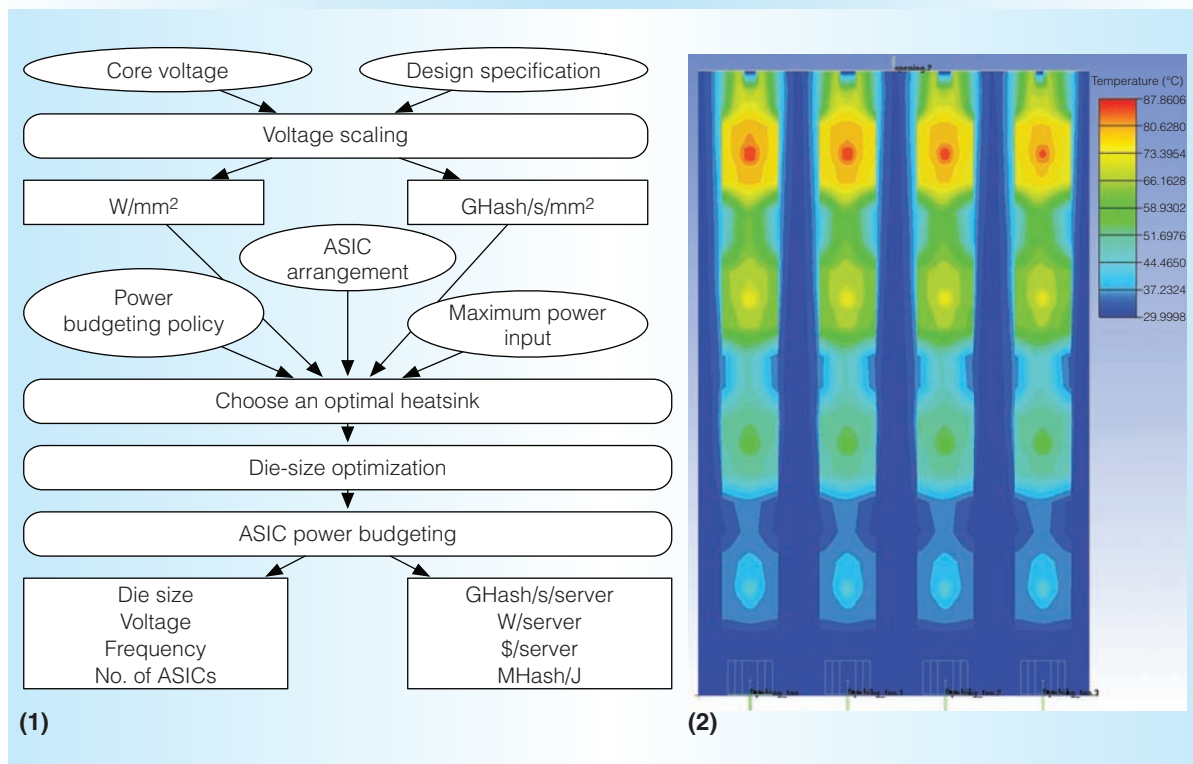 Core voltage
Design specification
Voltage scaling
W/mm²
GHash/s/mm²
ASIC
arrangement
Power
budgeting policy
Maximum power
input
Choose an optimal heatsink
Die-size optimization
ASIC power budgeting
Die size
Voltage
Frequency
No. of ASICs
GHash/s/server
W/server
$/server
MHash/J
(1)
Temperature (°C)
87.8606
80.6280
73.3954
66.1628
58.9302
51.6976
44.4650
37.2324
29.9998
(2)